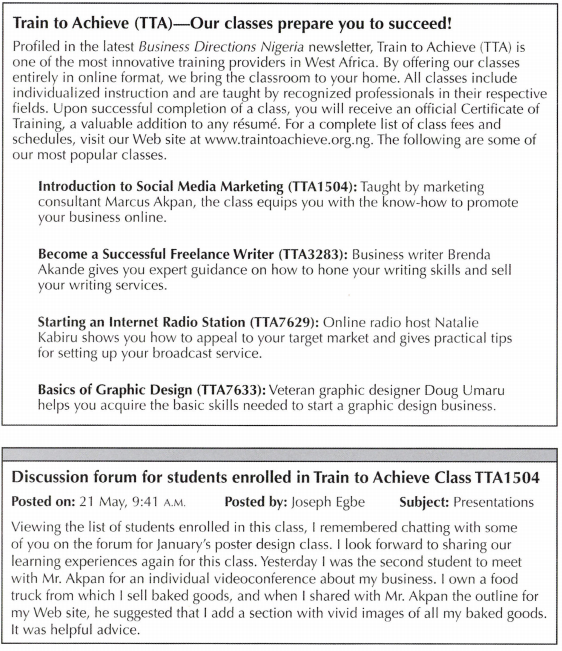 Train to Achieve (TTA)—Our classes prepare you to succeed!
Profiled in the latest Business Directions Nigeria newsletter, Train to Achieve (TTA) is
one of the most innovative training providers in West Africa. By offering our classes
entirely in online format, we bring the classroom to your home. All classes include
individualized instruction and are taught by recognized professionals in their respective
fields. Upon successful completion of a class, you will receive an official Certificate of
Training, a valuable addition to any résumé. For a complete list of class fees and
schedules, visit our Web site at www.traintoachieve.org.ng. The following are some of
our most popular classes.
Introduction to Social Media Marketing (TTA1504): Taught by marketing
consultant Marcus Akpan, the class equips you with the know-how to promote
your business online.
Become a Successful Freelance Writer (TTA3283): Business writer Brenda
Akande gives you expert guidance on how to hone your writing skills and sell
your writing services.
Starting an Internet Radio Station (TTA7629): Online radio host Natalie
Kabiru shows you how to appeal to your target market and gives practical tips
for setting up your broadcast service.
Basics of Graphic Design (TTA7633): Veteran graphic designer Doug Umaru
helps you acquire the basic skills needed to start a graphic design business.
Discussion forum for students enrolled in Train to Achieve Class TTA1504
Posted on: 21 May, 9:41 A.M. Posted by: Joseph Egbe Subject: Presentations
Viewing the list of students enrolled in this class, I remembered chatting with some
of you on the forum for January's poster design class. I look forward to sharing our
learning experiences again for this class. Yesterday I was the second student to meet
with Mr. Akpan for an individual videoconference about my business. I own a food
truck from which I sell baked goods, and when I shared with Mr. Akpan the outline for
my Web site, he suggested that I add a section with vivid images of all my baked goods.
It was helpful advice.